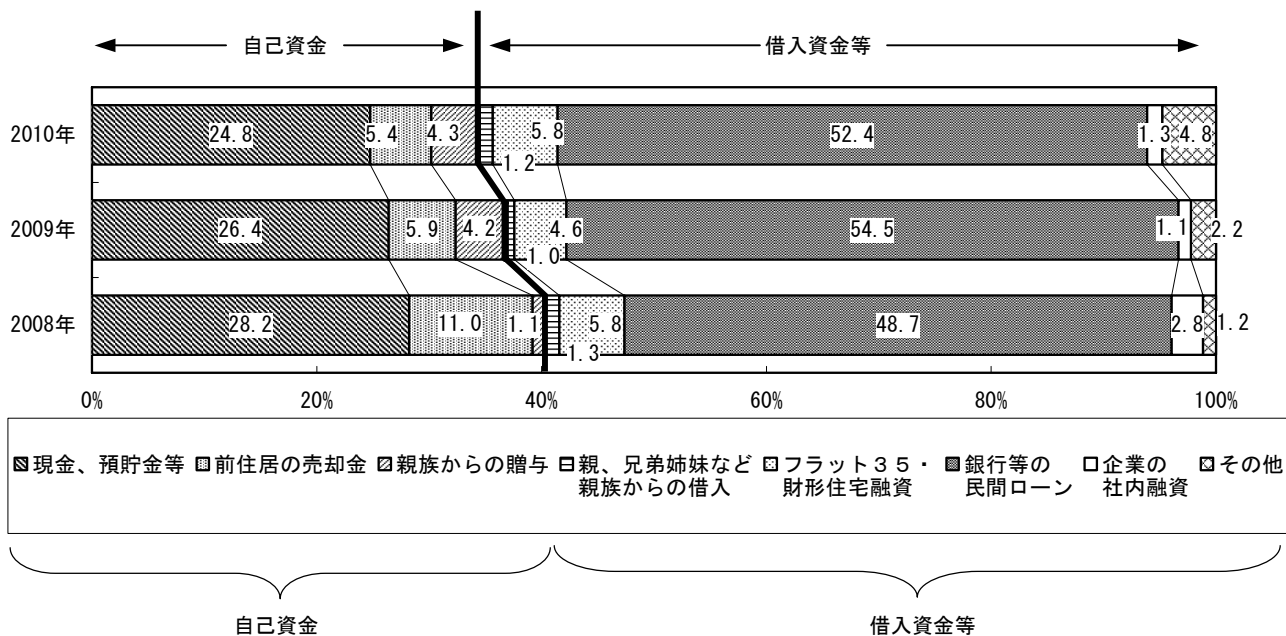 自己資金 借入資金等
2010年 24.8 5.4 4.3 1.2 5.8 52.4 1.3 4.8
2009年 26.4 5.9 4.2 1.0 4.6 54.5 1.1 2.2
2008年 28.2 11.0 1.1 1.3 5.8 48.7 2.8 1.2
0% 20% 40% 60% 80% 100%
現金、預貯金等 前住居の売却金 親族からの贈与 親、兄弟姉妹など フラット35・ 銀行等の 企業の その他
親族からの借入 財形住宅融資 民間ローン 社内融資
自己資金 借入資金等